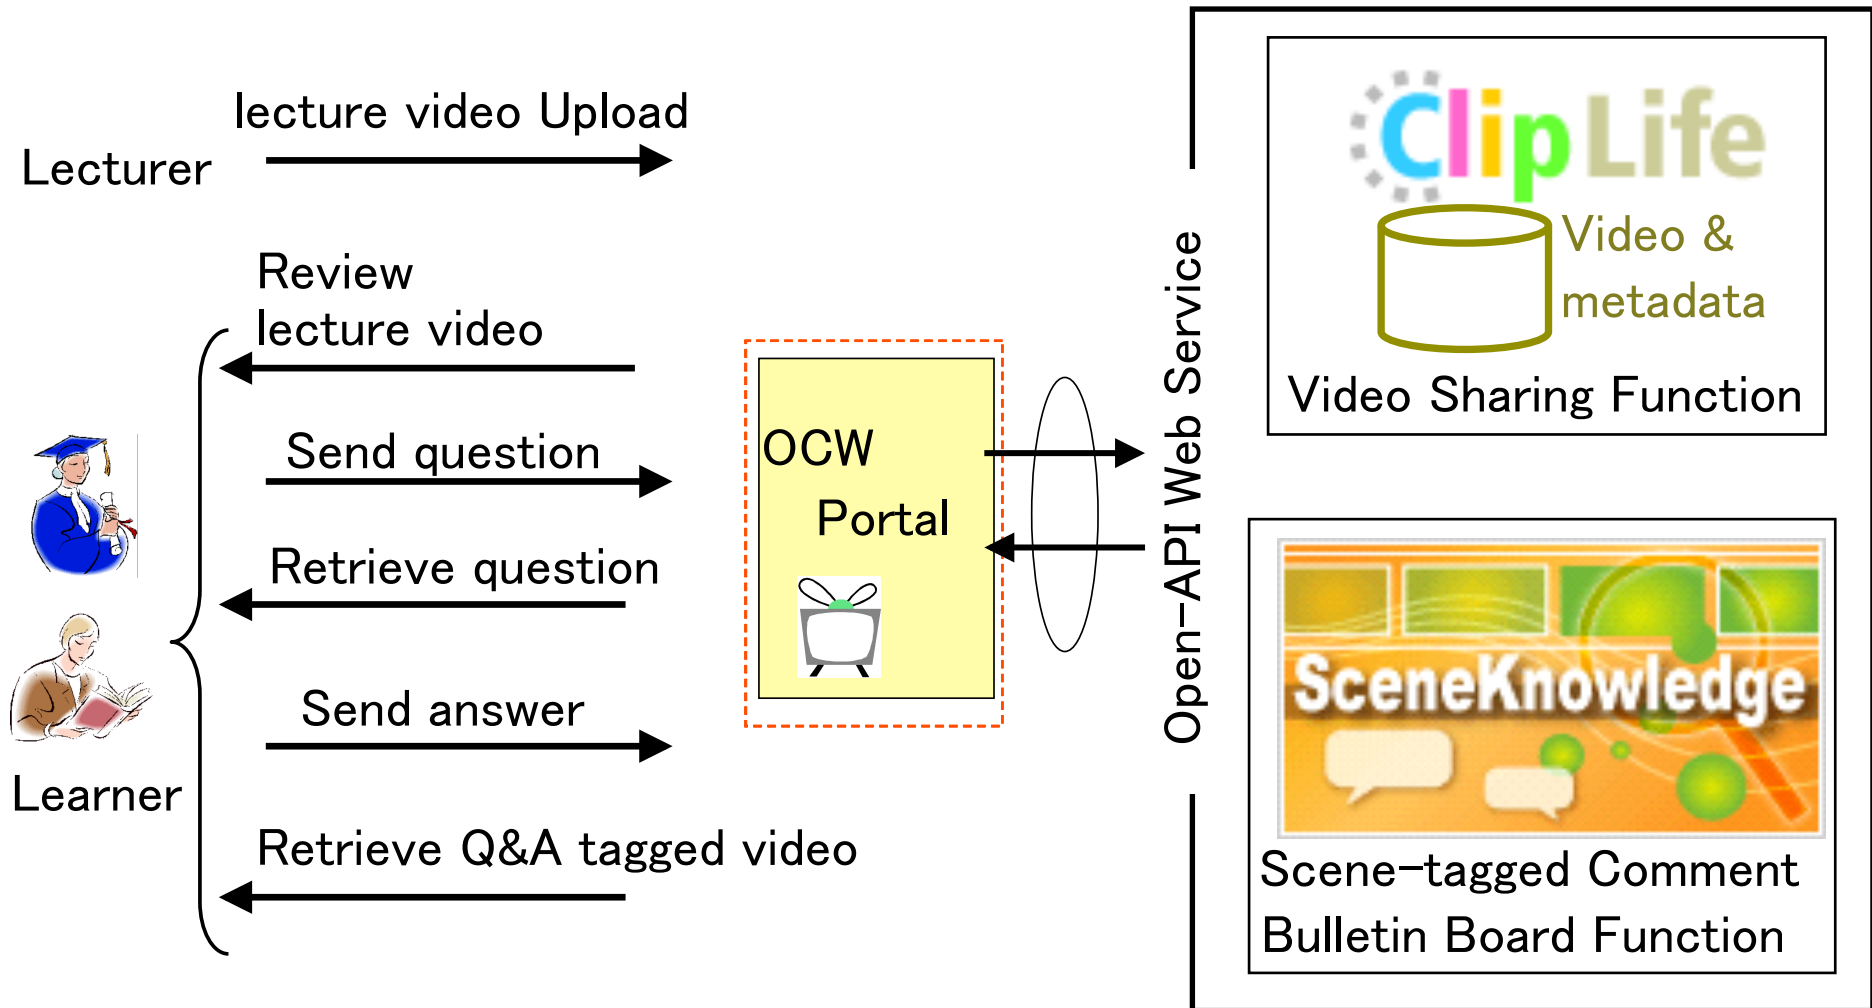 lecture video Upload
Lecturer
Review
lecture video
Send question
Retrieve question
Send answer
Learner
Retrieve Q&A tagged video
OCW
Portal
Open-API Web Service
ClipLife
Video &
metadata
Video Sharing Function
SceneKnowledge
Scene-tagged Comment
Bulletin Board Function